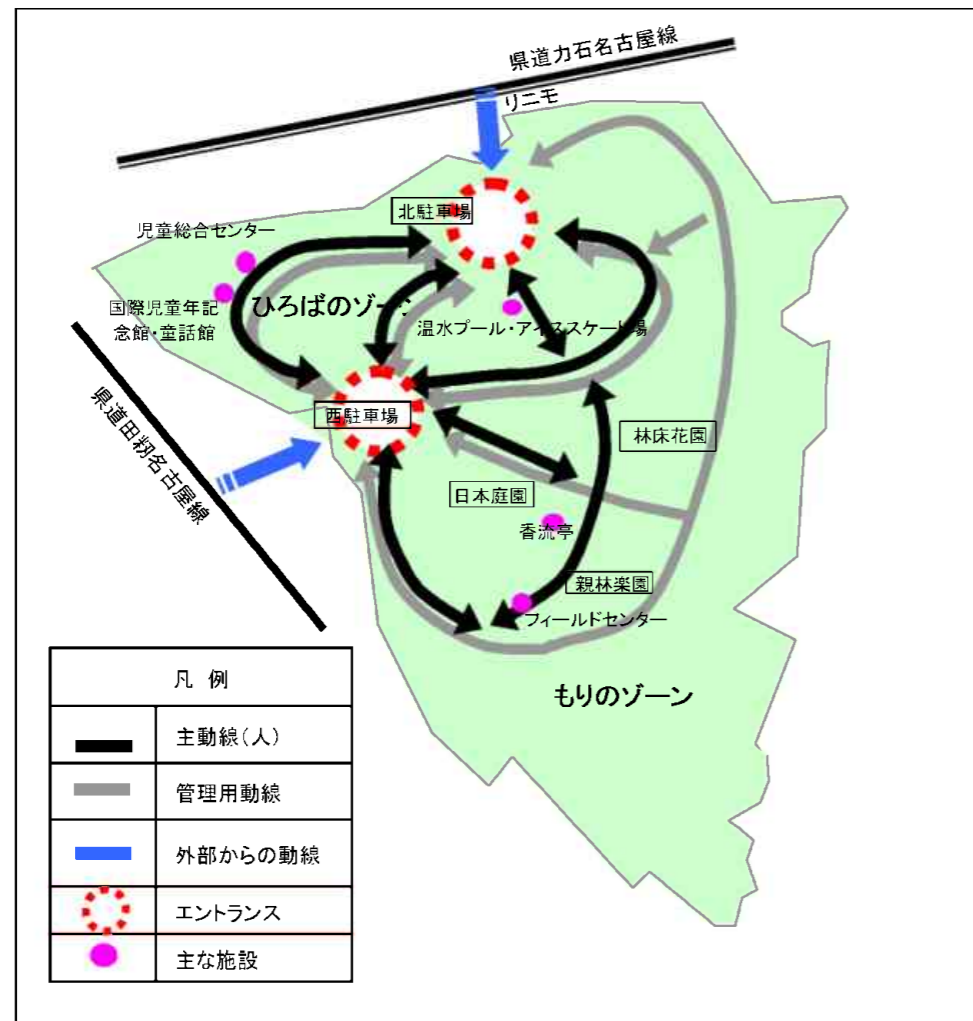 県道力石名古屋線
リニモ
北駐車場
児童総合センター
国際児童年記
念館・童話館
ひろばのゾーン
温水プール・アイススケート場
県道田籾名古屋線
西駐車場
林床花園
日本庭園
香流亭
親林楽園
フィールドセンター
もりのゾーン
凡 例
主動線(人)
管理用動線
外部からの動線
エントランス
主な施設